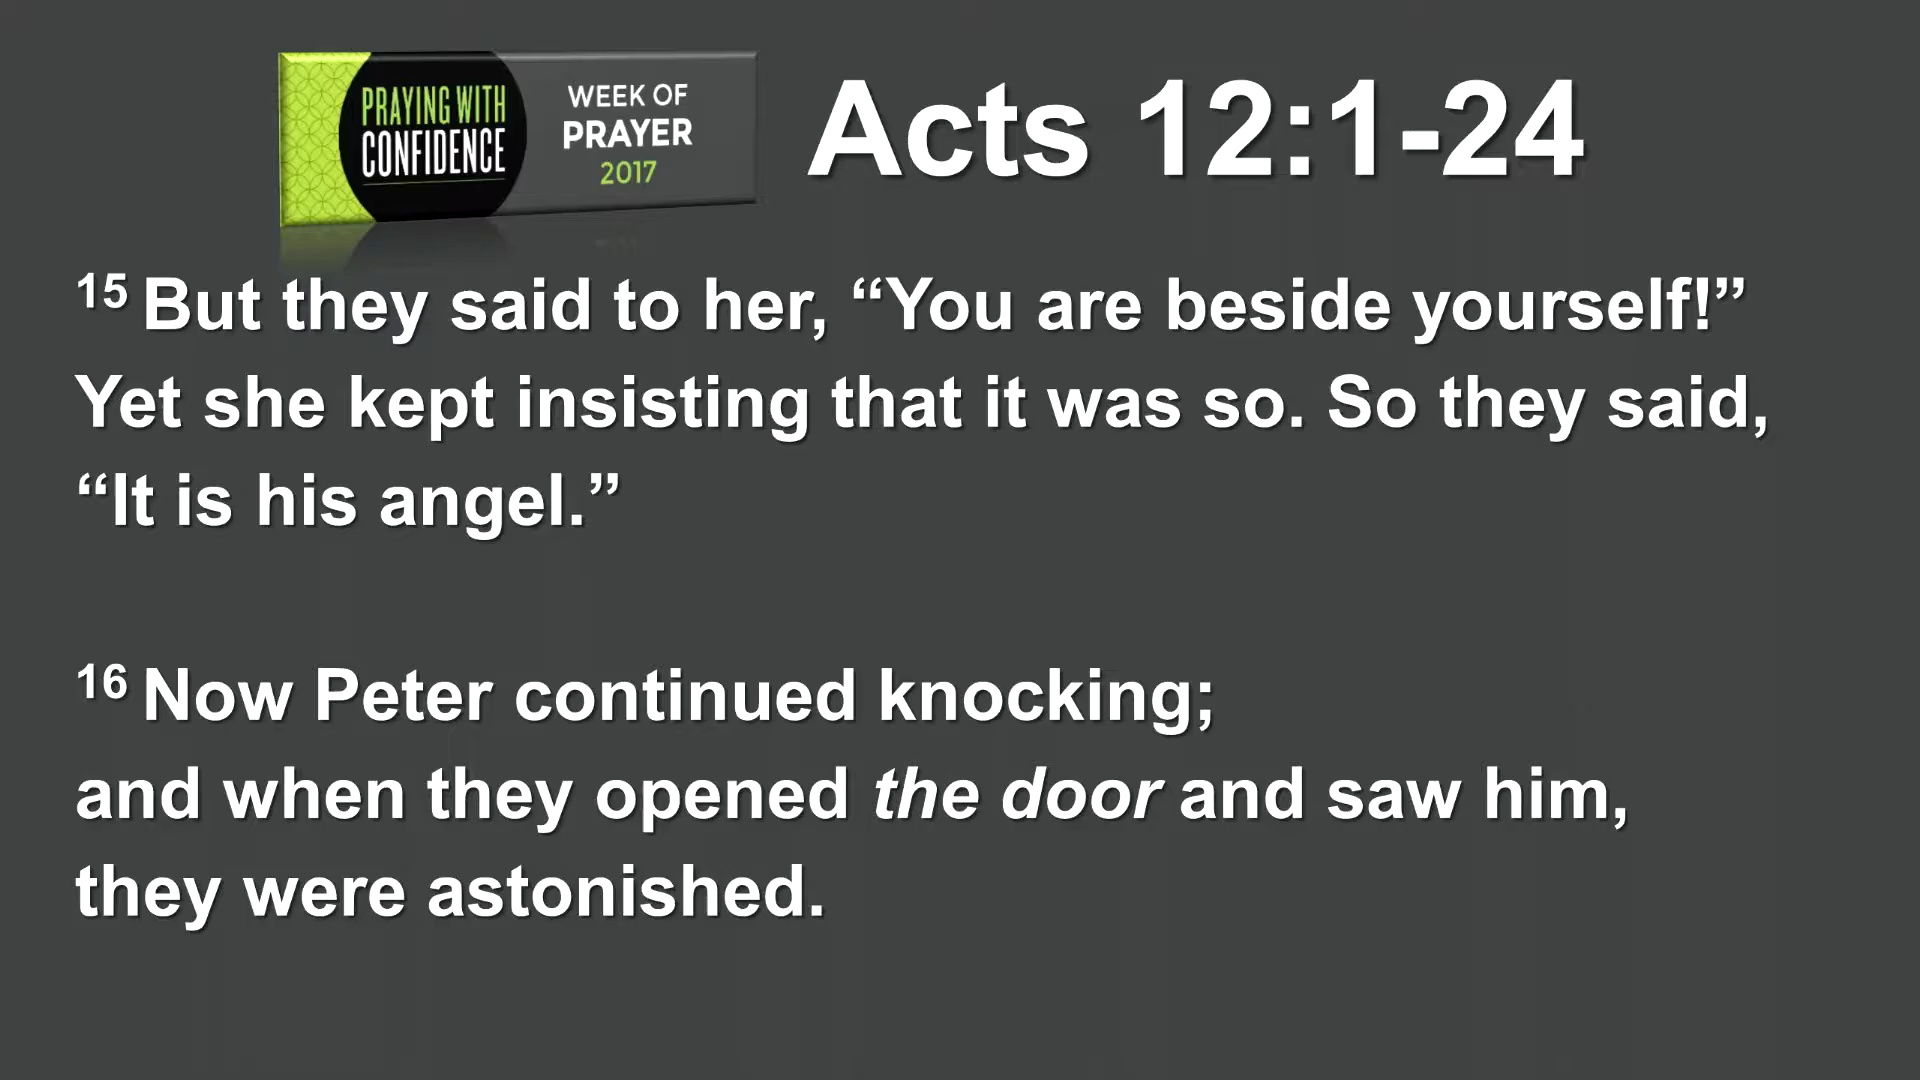 PRAYING WITH
CONFIDENCE
WEEK OF
PRAYER
2017
Acts 12:1-24
15 But they said to her, “You are beside yourself!”
Yet she kept insisting that it was so. So they said,
“It is his angel.”
16 Now Peter continued knocking;
and when they opened the door and saw him,
they were astonished.